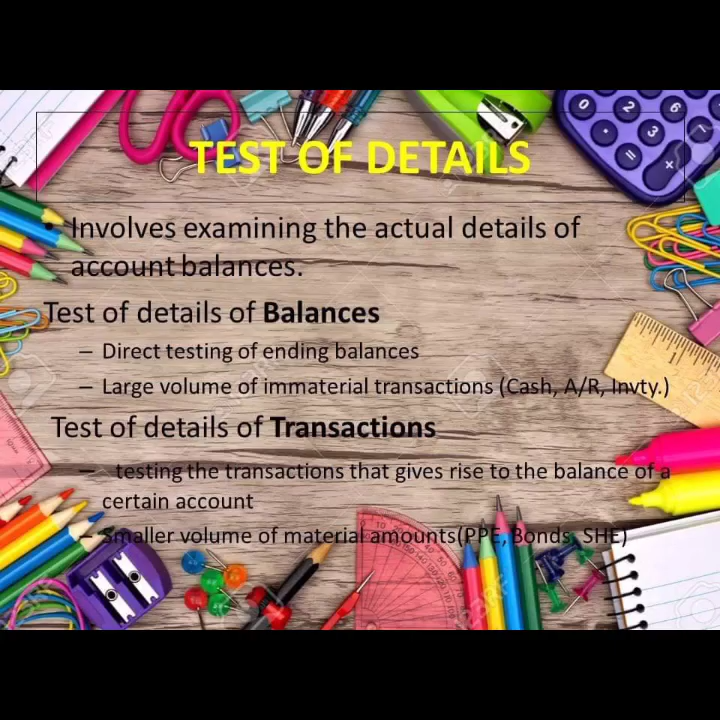 TEST OF DETAILS
• Involves examining the actual details of
account balances.
Test of details of Balances
– Direct testing of ending balances
– Large volume of immaterial transactions (Cash, A/R, Invty.)
Test of details of Transactions
– testing the transactions that gives rise to the balance of a
certain account
– Smaller volume of material amounts(PPE, Bonds, SHE)